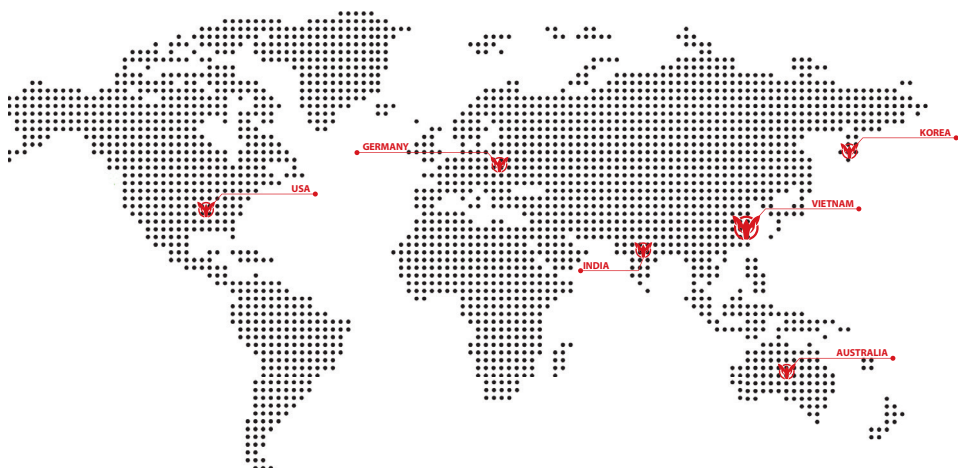 KOREA
GERMANY
USA
VIETNAM
INDIA
AUSTRALIA